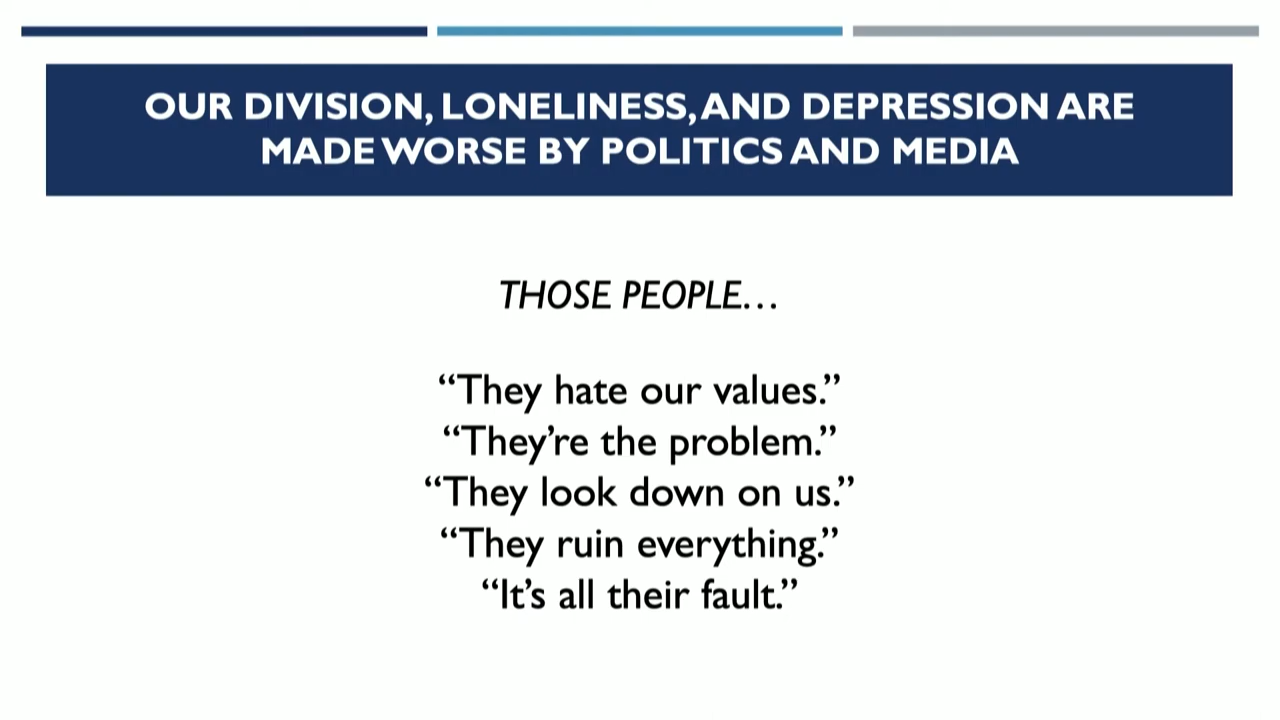 OUR DIVISION, LONELINESS, AND DEPRESSION ARE
MADE WORSE BY POLITICS AND MEDIA
THOSE PEOPLE…
“They hate our values.”
“They’re the problem.”
“They look down on us.”
“They ruin everything.”
“It’s all their fault.”